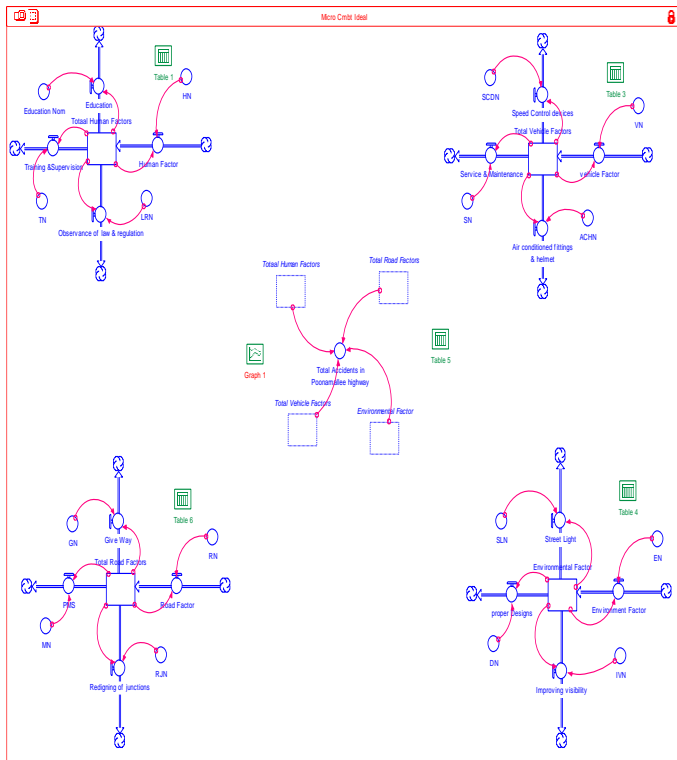 Micro Cmbt Ideal
Table 1
HN
Education Nom
Education
Totaal Human Factors
Training &Supervision
Human Factor
TN
LRN
Observance of law & regulation
Table 3
SCDN
VN
Speed Control devices
Total Vehicle Factors
Service & Maintenance
vehicle Factor
SN
ACHN
Air conditioned fittings
& helmet
Totaal Human Factors
Total Road Factors
Graph 1
Table 5
Total Accidents in
Poonamallee highway
Total Vehicle Factors
Environmental Factor
Table 6
GN
Give Way
RN
Total Road Factors
PMS
Road Factor
MN
RJN
Redigning of junctions
Table 4
SLN
Street Light
EN
Environmental Factor
proper Designs
Environment Factor
DN
IVN
Improving visibility